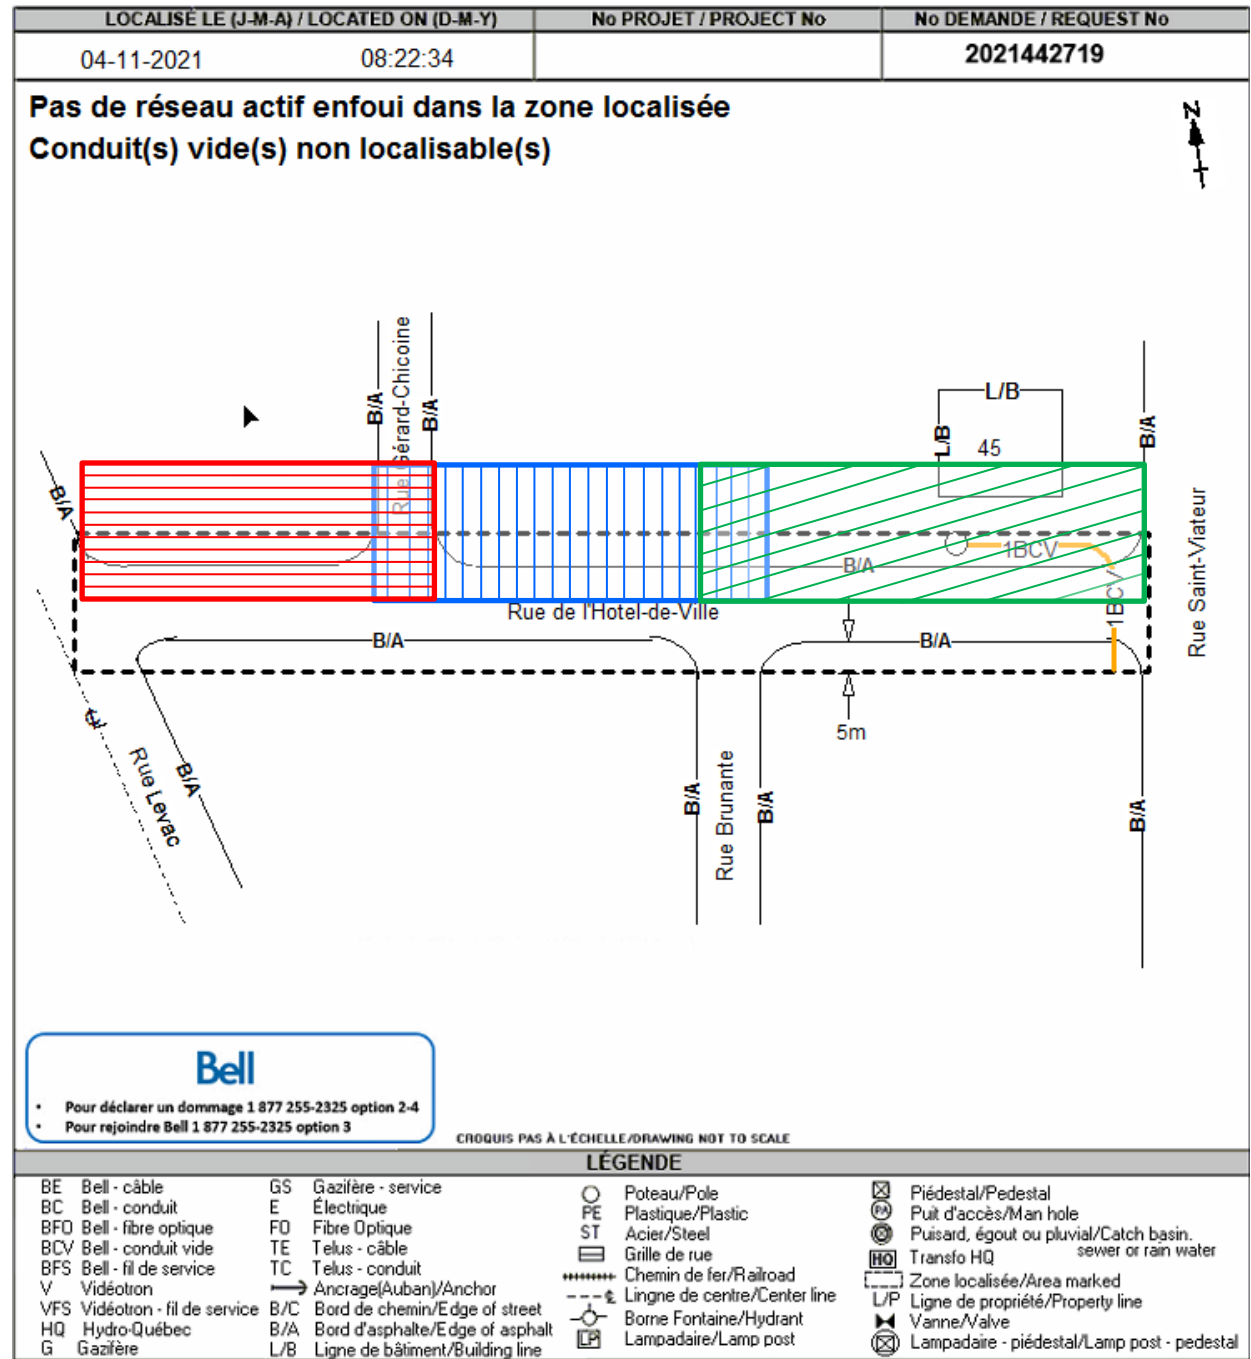 LOCALISÉ LE (J-M-A) / LOCATED ON (D-M-Y) No PROJET / PROJECT No No DEMANDE / REQUEST No
04-11-2021 08:22:34 2021442719
Pas de réseau actif enfoui dans la zone localisée
Conduit(s) vide(s) non localisable(s)
N
Rue Gérard-Chicoine
B/A
B/A
L/B
L/B
45
B/A
B/A
Rue Saint-Viateur
1BCV
B/A
1BCV
Rue de l'Hotel-de-Ville
B/A
B/A
5m
Rue Levac
B/A
B/A
Rue Brunante
B/A
B/A
Bell
• Pour déclarer un dommage 1 877 255-2325 option 2-4
• Pour rejoindre Bell 1 877 255-2325 option 3
CROQUIS PAS À L'ÉCHELLE/DRAWING NOT TO SCALE
LÉGENDE
BE Bell - câble
BC Bell - conduit
BFO Bell - fibre optique
BCV Bell - conduit vide
BFS Bell - fil de service
V Vidéotron
VFS Vidéotron - fil de service
HQ Hydro-Québec
G Gazifère
GS Gazifère - service
E Électrique
FO Fibre Optique
TE Telus - câble
TC Telus - conduit
Ancrage(Auban)/Anchor
B/C Bord de chemin/Edge of street
B/A Bord d'asphalte/Edge of asphalt
L/B Ligne de bâtiment/Building line
Poteau/Pole
PE Plastique/Plastic
ST Acier/Steel
Grille de rue
Chemin de fer/Railroad
Lingne de centre/Center line
Borne Fontaine/Hydrant
LP Lampadaire/Lamp post
Piédestal/Pedestal
PA Puit d'accès/Man hole
Puisard, égout ou pluvial/Catch basin.
sewer or rain water
HQ Transfo HQ
Zone localisée/Area marked
L/P Ligne de propriété/Property line
Vanne/Valve
Lampadaire - piédestal/Lamp post - pedestal